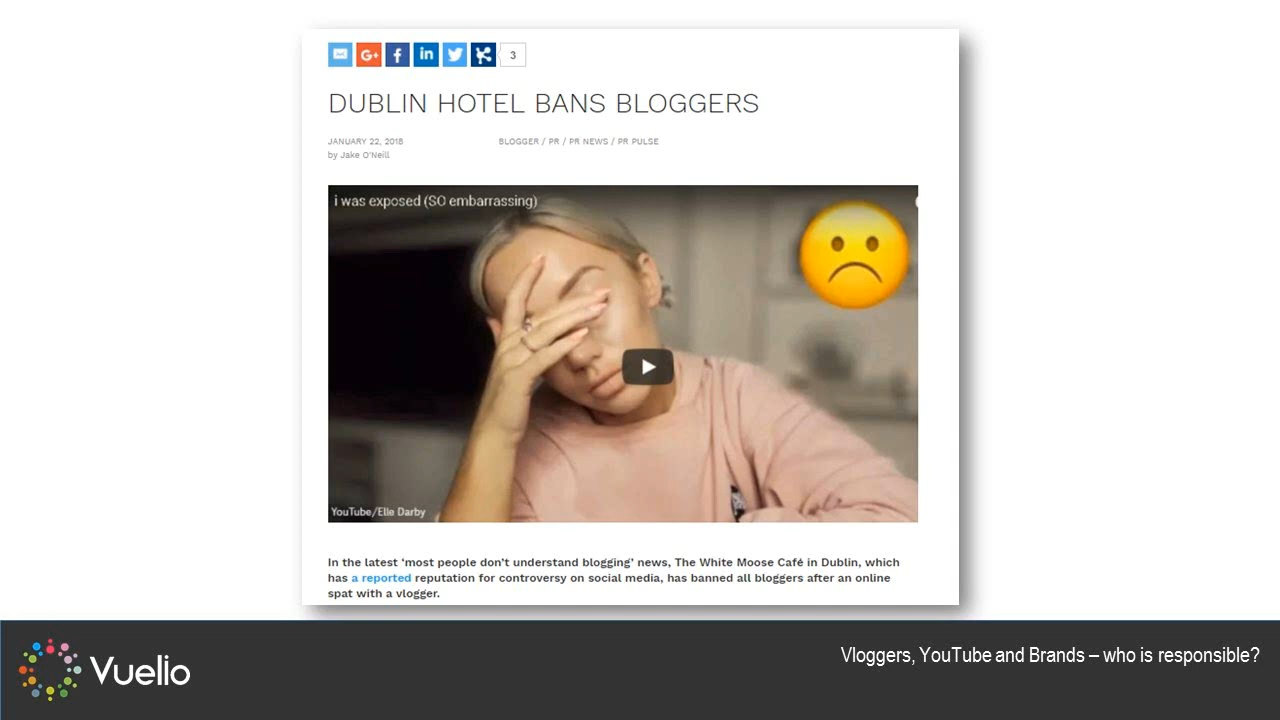 3
DUBLIN HOTEL BANS BLOGGERS
JANUARY 22, 2018
BLOGGER / PR / PR NEWS / PR PULSE
by Jake O'Neill
i was exposed (SO embarrassing)
YouTube/Elle Darby
In the latest ‘most people don’t understand blogging’ news, The White Moose Café in Dublin, which
has a reported reputation for controversy on social media, has banned all bloggers after an online
spat with a vlogger.
Vuelio
Vloggers, YouTube and Brands – who is responsible?